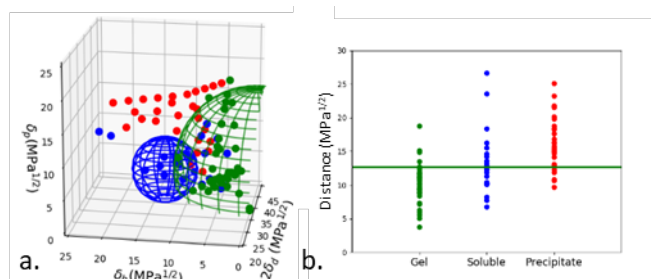 25
20
15
10
5
0
δp(MPa1/2)
25 20 15 10 5 0
δh(MPa1/2)
45
40
35
30
25
2δd (MPa 1/2)
a.
30
25
20
15
10
5
0
Distance (MPa1/2)
Gel Soluble Precipitate
b.